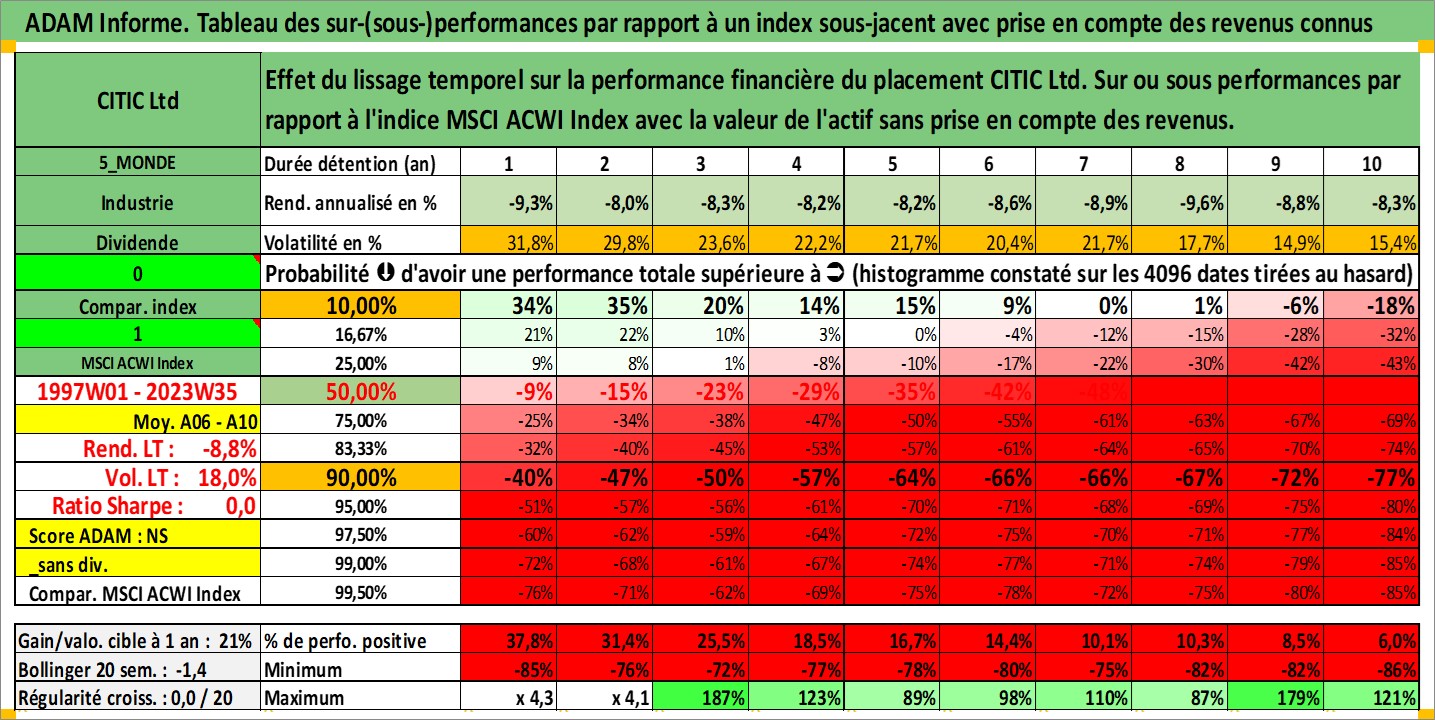 ADAM Informe. Tableau des sur-(sous-)performances par rapport à un index sous-jacent avec prise en compte des revenus connus
CITIC Ltd
Effet du lissage temporel sur la performance financière du placement CITIC Ltd. Sur ou sous performances par
rapport à l'indice MSCI ACWI Index avec la valeur de l'actif sans prise en compte des revenus.
5_MONDE Durée détention (an) 1 2 3 4 5 6 7 8 9 10
Industrie Rend. annualisé en % -9,3% -8,0% -8,3% -8,2% -8,2% -8,6% -8,9% -9,6% -8,8% -8,3%
Dividende Volatilité en % 31,8% 29,8% 23,6% 22,2% 21,7% 20,4% 21,7% 17,7% 14,9% 15,4%
0 Probabilité d'avoir une performance totale supérieure à (histogramme constaté sur les 4096 dates tirées au hasard)
Compar. index 10,00% 34% 35% 20% 14% 15% 9% 0% 1% -6% -18%
1 16,67% 21% 22% 10% 3% 0% -4% -12% -15% -28% -32%
MSCI ACWI Index 25,00% 9% 8% 1% -8% -10% -17% -22% -30% -42% -43%
1997W01 - 2023W35 50,00% -9% -15% -23% -29% -35% -42% -48%
Moy. A06 - A10 75,00% -25% -34% -38% -47% -50% -55% -61% -63% -67% -69%
Rend. LT : -8,8% 83,33% -32% -40% -45% -53% -57% -61% -64% -65% -70% -74%
Vol. LT : 18,0% 90,00% -40% -47% -50% -57% -64% -66% -66% -67% -72% -77%
Ratio Sharpe : 0,0 95,00% -51% -57% -56% -61% -70% -71% -68% -69% -75% -80%
Score ADAM : NS 97,50% -60% -62% -59% -64% -72% -75% -70% -71% -77% -84%
_sans div. 99,00% -72% -68% -61% -67% -74% -77% -71% -74% -79% -85%
Compar. MSCI ACWI Index 99,50% -76% -71% -62% -69% -75% -78% -72% -75% -80% -85%
Gain/valo. cible à 1 an : 21% % de perfo. positive 37,8% 31,4% 25,5% 18,5% 16,7% 14,4% 10,1% 10,3% 8,5% 6,0%
Bollinger 20 sem. : -1,4 Minimum -85% -76% -72% -77% -78% -80% -75% -82% -82% -86%
Régularité croiss. : 0,0 / 20 Maximum x 4,3 x 4,1 187% 123% 89% 98% 110% 87% 179% 121%